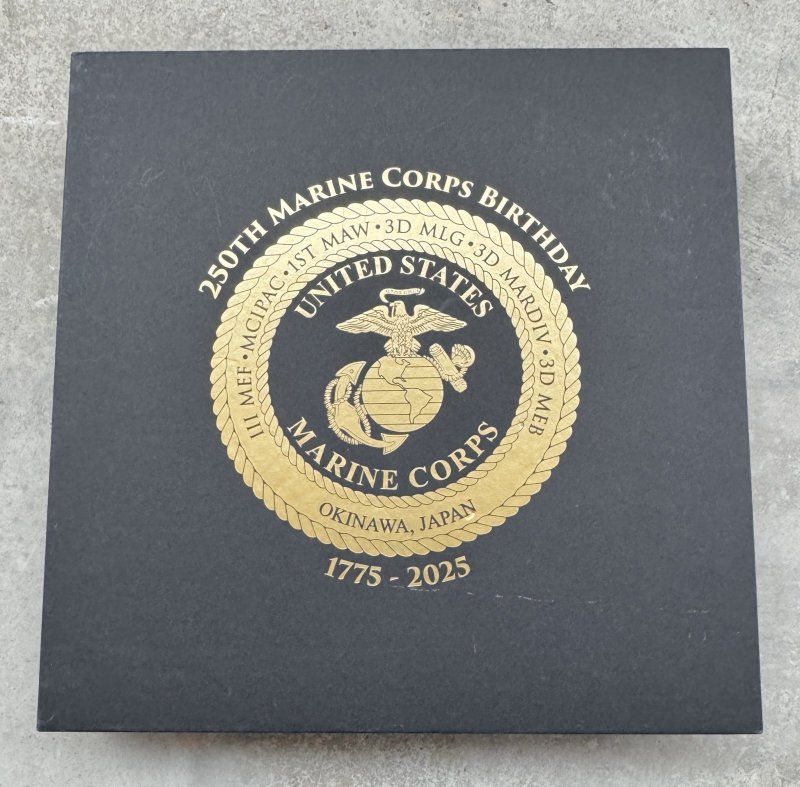 250TH MARINE CORPS BIRTHDAY
III MEF • MCIPAC • 1ST MAW • 3D MLG • 3D MARDIV • 3D MEB
UNITED STATES
MARINE CORPS
OKINAWA, JAPAN
1775 - 2025